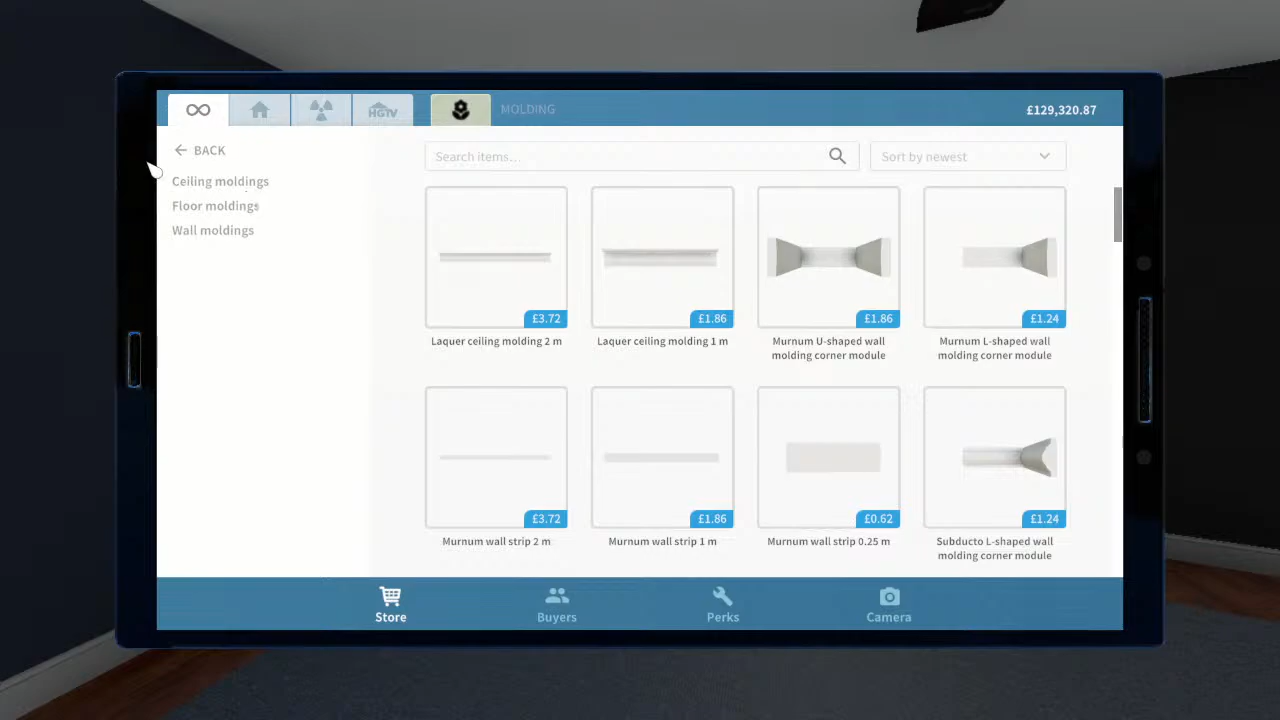 HGTV
MOLDING
£129,320.87
BACK
Search items...
Sort by newest
Ceiling moldings
Floor moldings
Wall moldings
£3.72
£1.86
£1.86
£1.24
Laquer ceiling molding 2 m
Laquer ceiling molding 1 m
Murnum U-shaped wall
molding corner module
Murnum L-shaped wall
molding corner module
£3.72
£1.86
£0.62
£1.24
Murnum wall strip 2 m
Murnum wall strip 1 m
Murnum wall strip 0.25 m
Subducto L-shaped wall
molding corner module
Store
Buyers
Perks
Camera